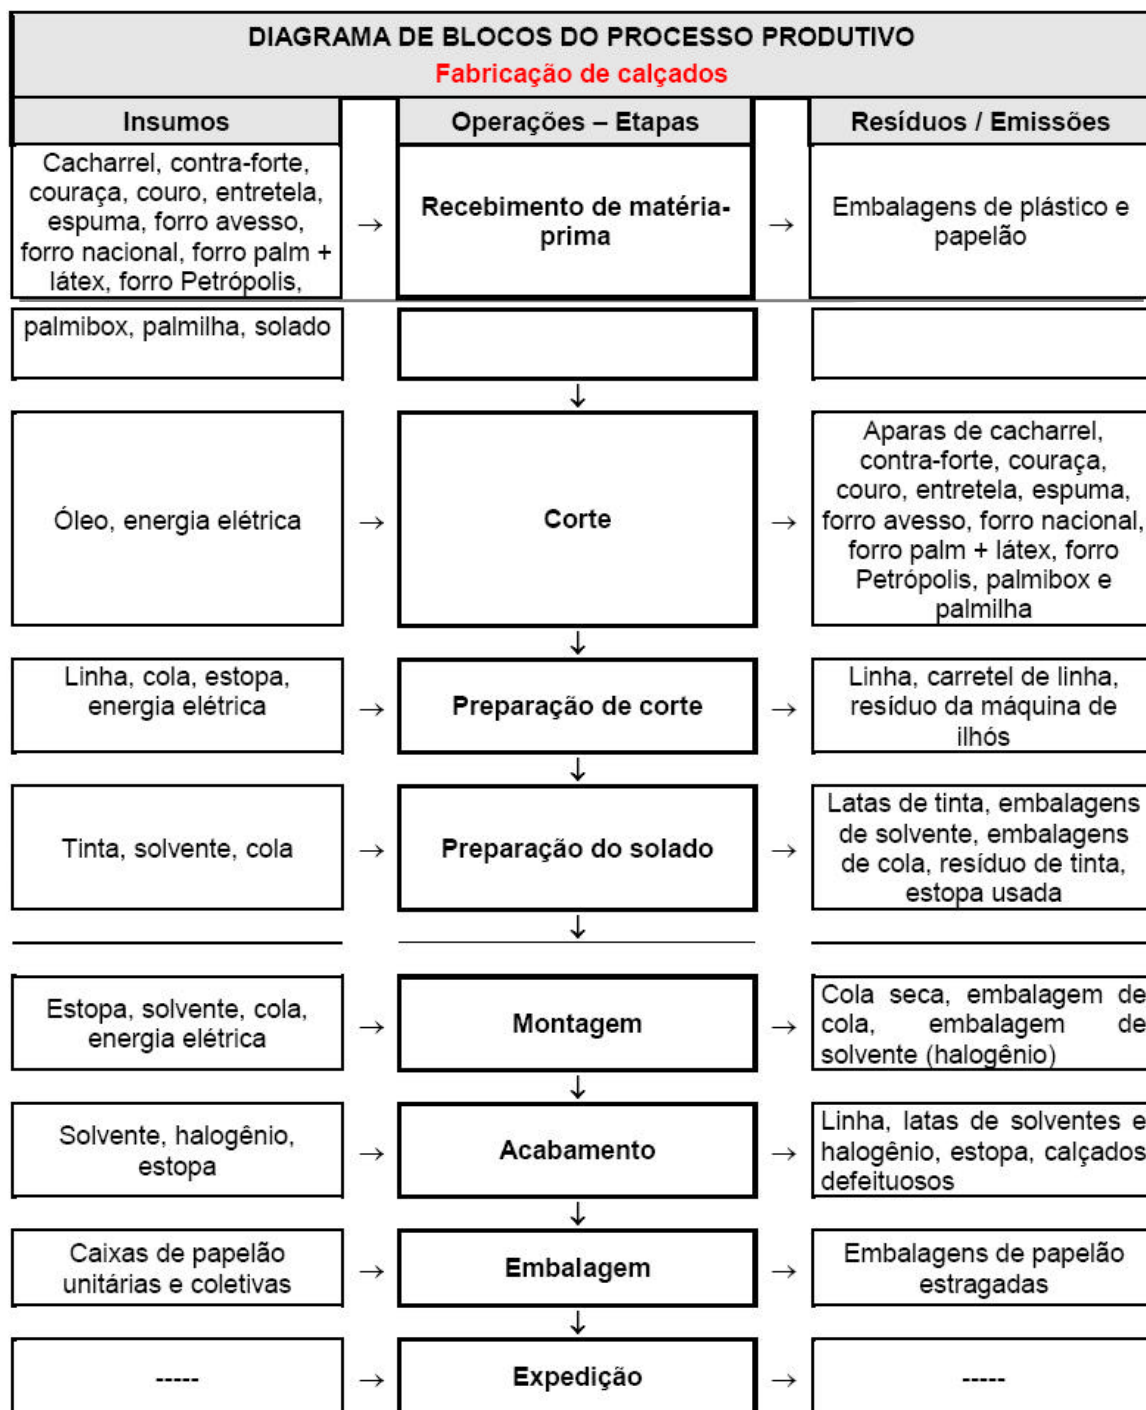 DIAGRAMA DE BLOCOS DO PROCESSO PRODUTIVO
Fabricação de calçados
Insumos
Operações – Etapas
Resíduos / Emissões
Cacharrel, contra-forte,
couraça, couro, entretela,
espuma, forro avesso,
forro nacional, forro palm +
látex, forro Petrópolis,
→
Recebimento de matéria-
prima
→
Embalagens de plástico e
papelão
palmibox, palmilha, solado
↓
Óleo, energia elétrica
→
Corte
→
Aparas de cacharrel,
contra-forte, couraça,
couro, entretela, espuma,
forro avesso, forro nacional,
forro palm + látex, forro
Petrópolis, palmibox e
palmilha
↓
Linha, cola, estopa,
energia elétrica
→
Preparação de corte
→
Linha, carretel de linha,
resíduo da máquina de
ilhós
↓
Tinta, solvente, cola
→
Preparação do solado
→
Latas de tinta, embalagens
de solvente, embalagens
de cola, resíduo de tinta,
estopa usada
↓
Estopa, solvente, cola,
energia elétrica
→
Montagem
→
Cola seca, embalagem de
cola, embalagem de
solvente (halogênio)
↓
Solvente, halogênio,
estopa
→
Acabamento
→
Linha, latas de solventes e
halogênio, estopa, calçados
defeituosos
↓
Caixas de papelão
unitárias e coletivas
→
Embalagem
→
Embalagens de papelão
estragadas
↓
-----
→
Expedição
→
-----